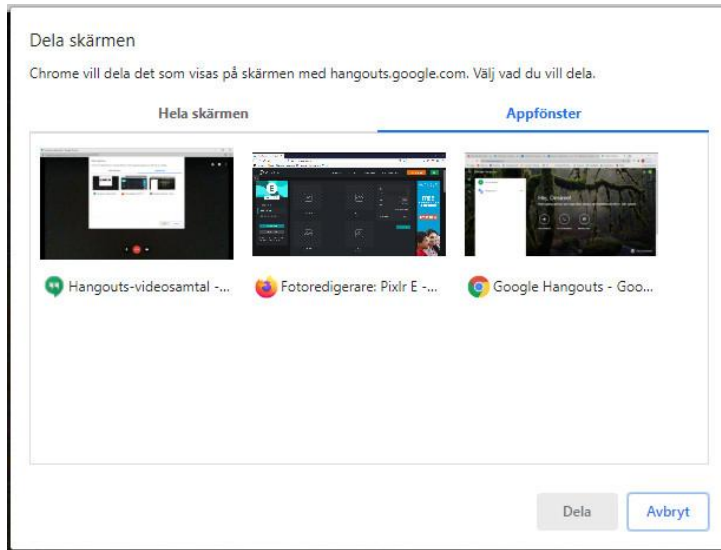 Dela skärmen
Chrome vill dela det som visas på skärmen med hangouts.google.com. Välj vad du vill dela.
Hela skärmen
Appfönster
Hangouts-videosamtal -...
Fotoredigerare: Pixlr E -...
Google Hangouts - Goo...
Dela
Avbryt